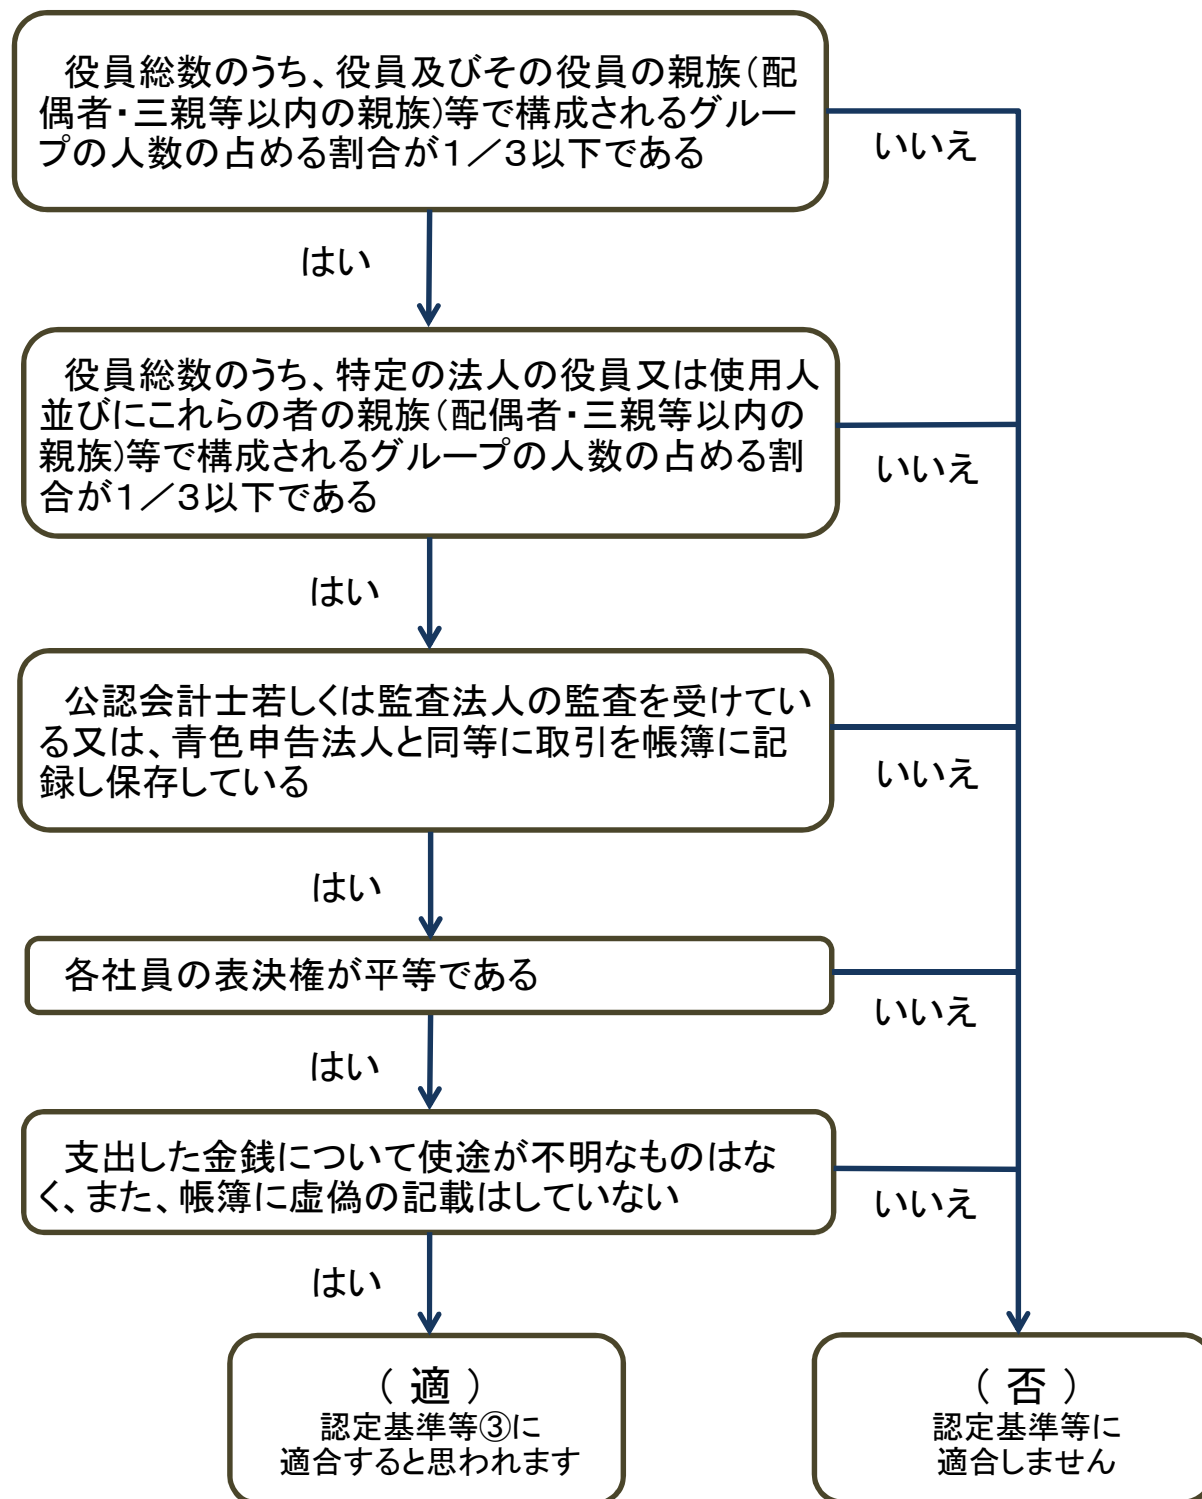 役員総数のうち、役員及びその役員の親族(配
偶者・三親等以内の親族)等で構成されるグルー
プの人数の占める割合が1/3以下である
いいえ
はい
役員総数のうち、特定の法人の役員又は使用人
並びにこれらの者の親族(配偶者・三親等以内の
親族)等で構成されるグループの人数の占める割
合が1/3以下である
いいえ
はい
公認会計士若しくは監査法人の監査を受けてい
る又は、青色申告法人と同等に取引を帳簿に記
録し保存している
いいえ
はい
各社員の表決権が平等である
いいえ
はい
支出した金銭について使途が不明なものはな
く、また、帳簿に虚偽の記載はしていない
いいえ
はい
( 適 )
認定基準等③に
適合すると思われます
( 否 )
認定基準等に
適合しません